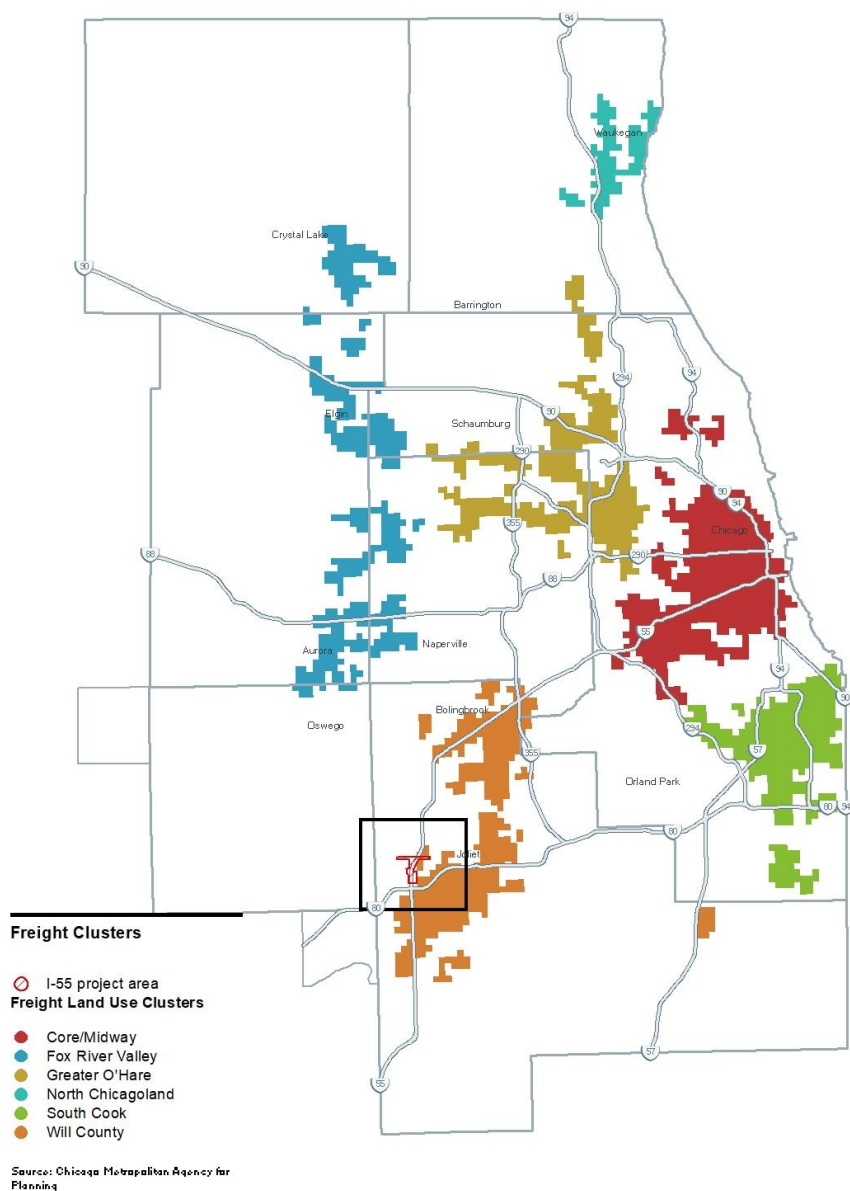 94
Waukegan
Crystal Lake
90
Barrington
294
94
90
Elgin
Schaumburg
290
90
94
355
Chicago
88
290
88
55
Aurora
Naperville
94
90
Bolingbrook
Oswego
294
57
355
Orland Park
80
94
80
Joliet
80
Freight Clusters
I-55 project area
Freight Land Use Clusters
Core/Midway
Fox River Valley
Greater O'Hare
North Chicagoland
South Cook
Will County
57
55
Source: Chicago Metropolitan Agency for
Planning